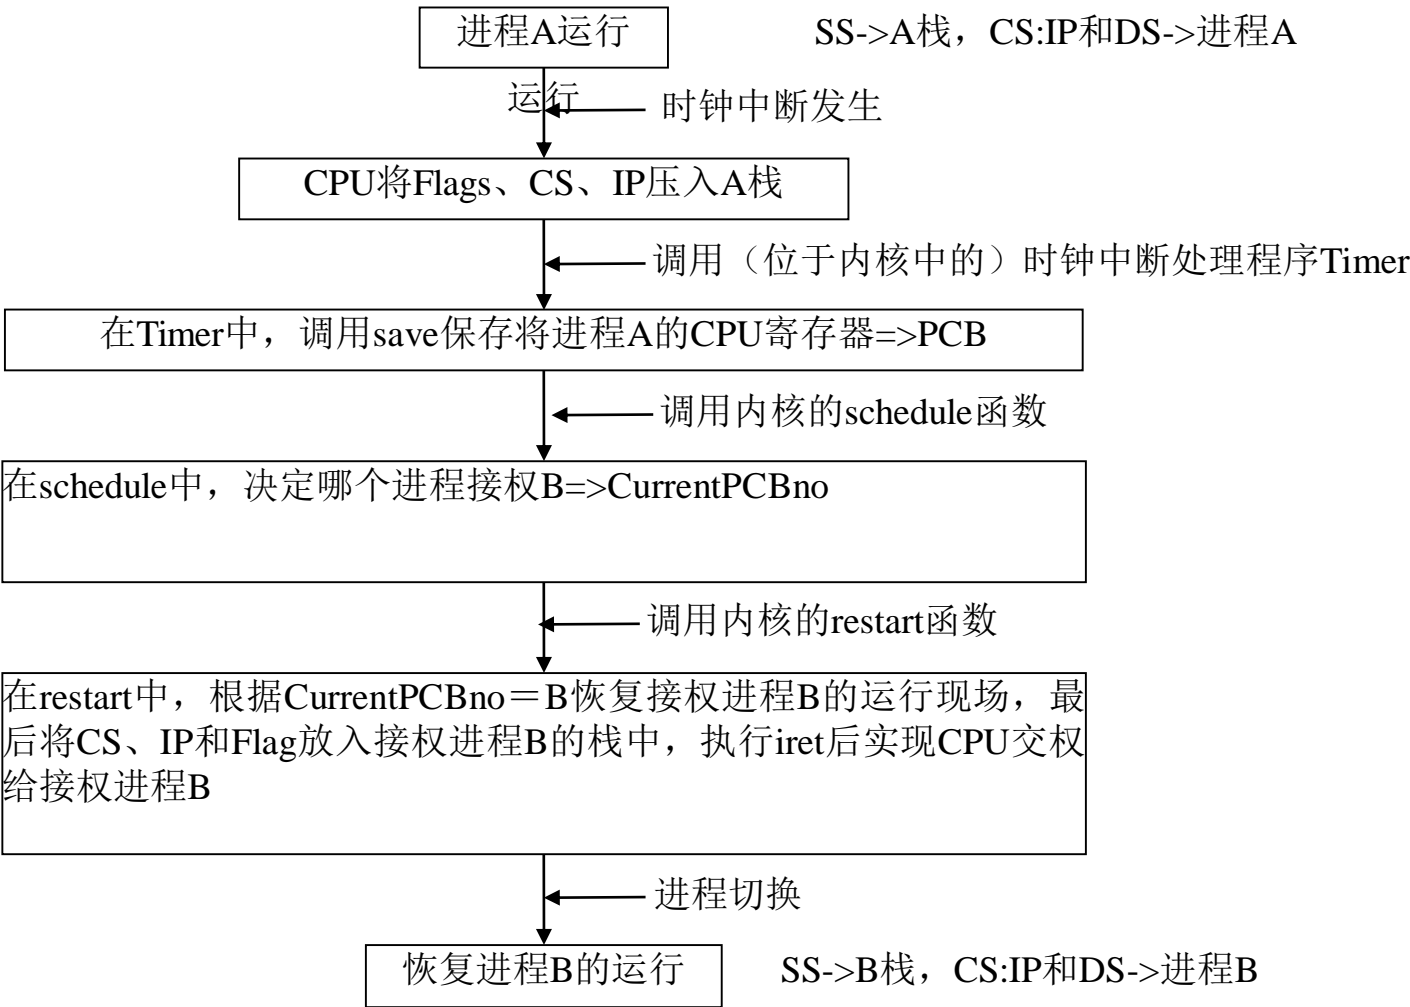 进程A运行
SS->A栈，CS:IP和DS->进程A
运行
时钟中断发生
CPU将Flags、CS、IP压入A栈
调用（位于内核中的）时钟中断处理程序Timer
在Timer中，调用save保存将进程A的CPU寄存器=>PCB
调用内核的schedule函数
在schedule中，决定哪个进程接权B=>CurrentPCBno
调用内核的restart函数
在restart中，根据CurrentPCBno＝B恢复接权进程B的运行现场，最
后将CS、IP和Flag放入接权进程B的栈中，执行iret后实现CPU交权
给接权进程B
进程切换
恢复进程B的运行
SS->B栈，CS:IP和DS->进程B